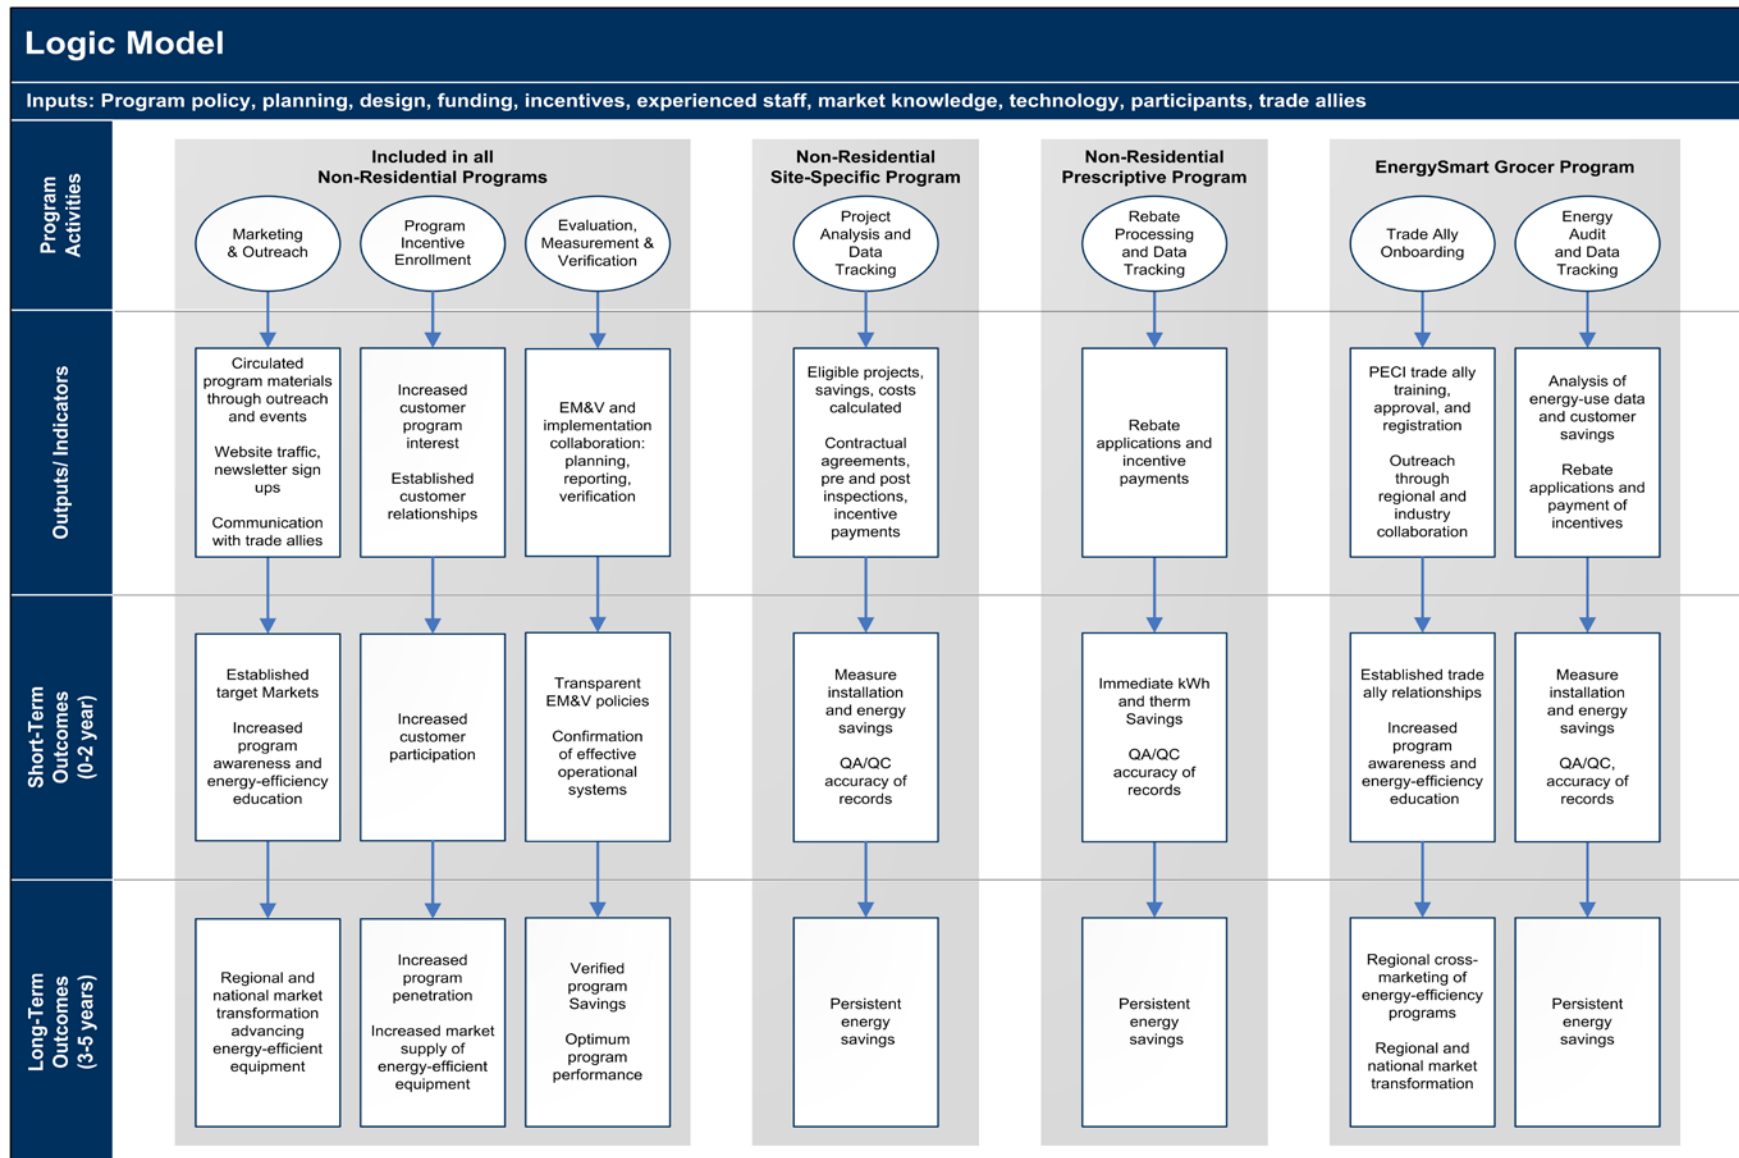 Logic Model
Inputs: Program policy, planning, design, funding, incentives, experienced staff, market knowledge, technology, participants, trade allies
Program
Activities
Included in all
Non-Residential Programs
Non-Residential
Site-Specific Program
Non-Residential
Prescriptive Program
EnergySmart Grocer Program
Marketing
& Outreach
Program
Incentive
Enrollment
Evaluation,
Measurement &
Verification
Project
Analysis and
Data
Tracking
Rebate
Processing
and Data
Tracking
Trade Ally
Onboarding
Energy
Audit
and Data
Tracking
Outputs/ Indicators
Circulated
program materials
through outreach
and events
Website traffic,
newsletter sign
ups
Communication
with trade allies
Increased
customer
program
interest
Established
customer
relationships
EM&V and
implementation
collaboration:
planning,
reporting,
verification
Eligible projects,
savings, costs
calculated
Contractual
agreements,
pre and post
inspections,
incentive
payments
Rebate
applications and
incentive
payments
PECI trade ally
training,
approval, and
registration
Outreach
through
regional and
industry
collaboration
Analysis of
energy-use data
and customer
savings
Rebate
applications and
payment of
incentives
Short-Term
Outcomes
(0-2 year)
Established
target Markets
Increased
program
awareness and
energy-efficiency
education
Increased
customer
participation
Transparent
EM&V policies
Confirmation
of effective
operational
systems
Measure
installation
and energy
savings
QA/QC
accuracy of
records
Immediate kWh
and therm
Savings
QA/QC
accuracy of
records
Established trade
ally relationships
Increased
program
awareness and
energy-efficiency
education
Measure
installation
and energy
savings
QA/QC,
accuracy of
records
Long-Term
Outcomes
(3-5 years)
Regional and
national market
transformation
advancing
energy-efficient
equipment
Increased
program
penetration
Increased market
supply of
energy-efficient
equipment
Verified
program
Savings
Optimum
program
performance
Persistent
energy
savings
Persistent
energy
savings
Regional cross-
marketing of
energy-efficiency
programs
Regional and
national market
transformation
Persistent
energy
savings